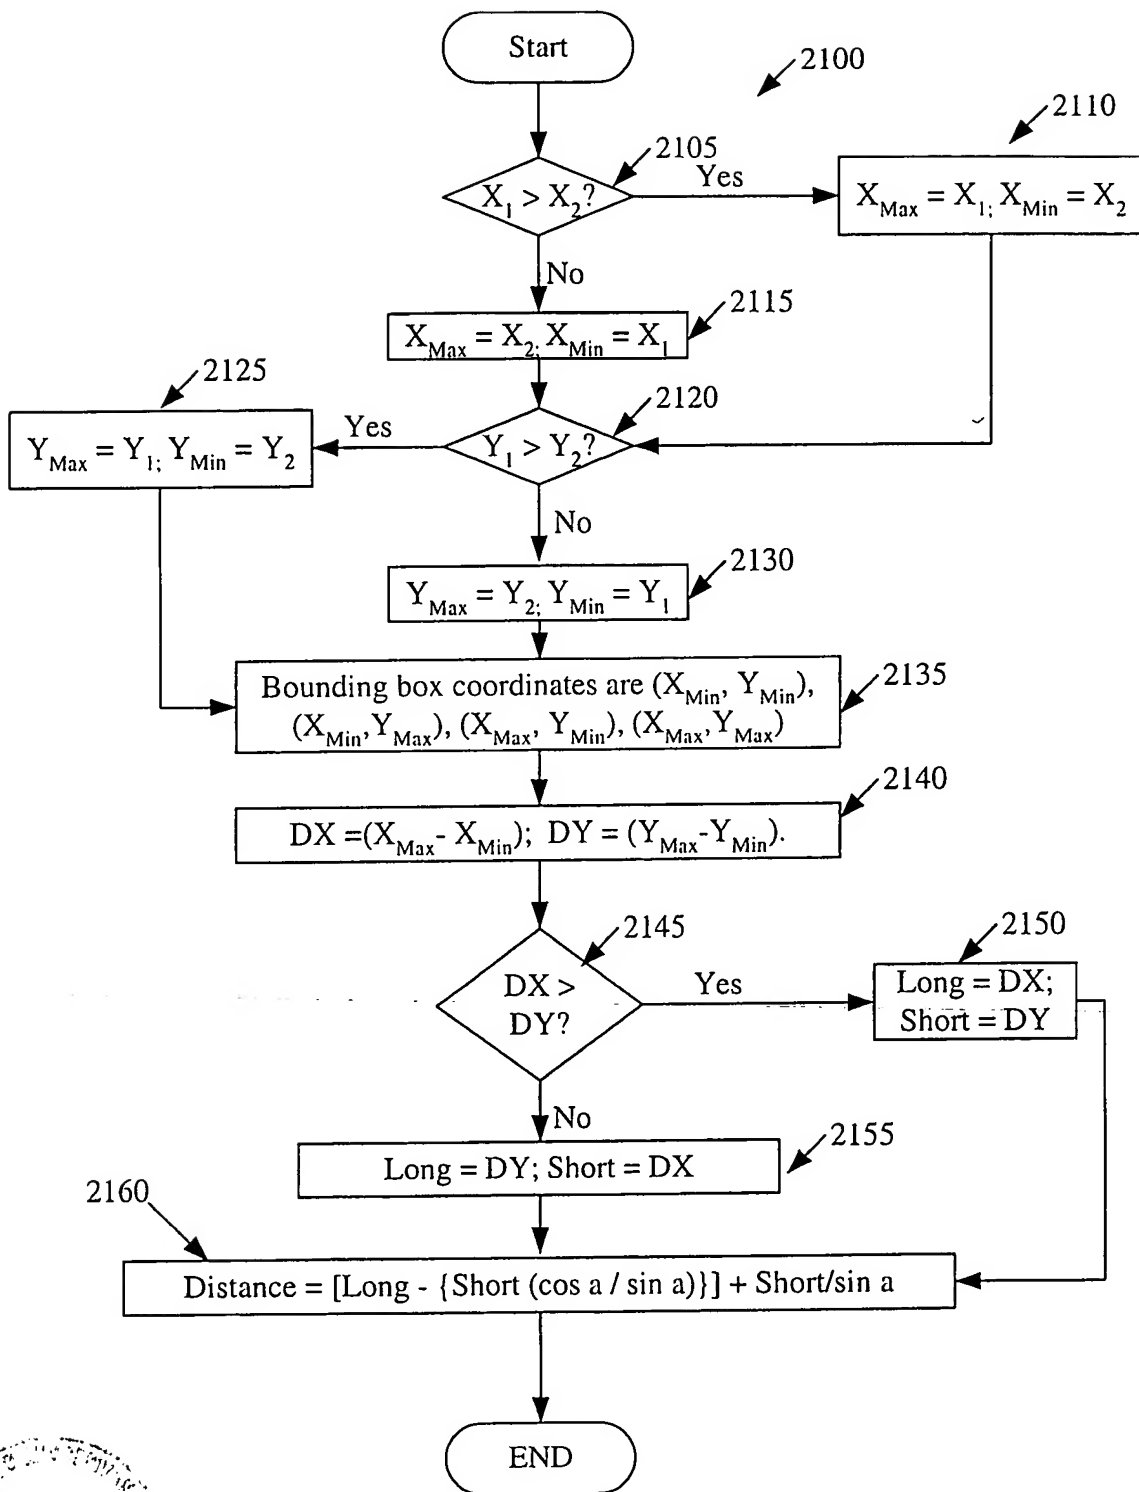 Start
2100
2110
2105
X1 > X2?
Yes
XMax = X1; XMin = X2
No
2115
XMax = X2; XMin = X1
2125
2120
Yes
YMax = Y1; YMin = Y2
Y1 > Y2?
No
2130
YMax = Y2; YMin = Y1
2135
Bounding box coordinates are (XMin, YMin),
(XMin,YMax), (XMax, YMin), (XMax,YMax)
2140
DX =(XMax- XMin); DY = (YMax-YMin).
2145
2150
DX >
DY?
Yes
Long = DX;
Short = DY
No
2155
Long = DY; Short = DX
2160
Distance = [Long - {Short (cos a / sin a)}] + Short/sin a
END